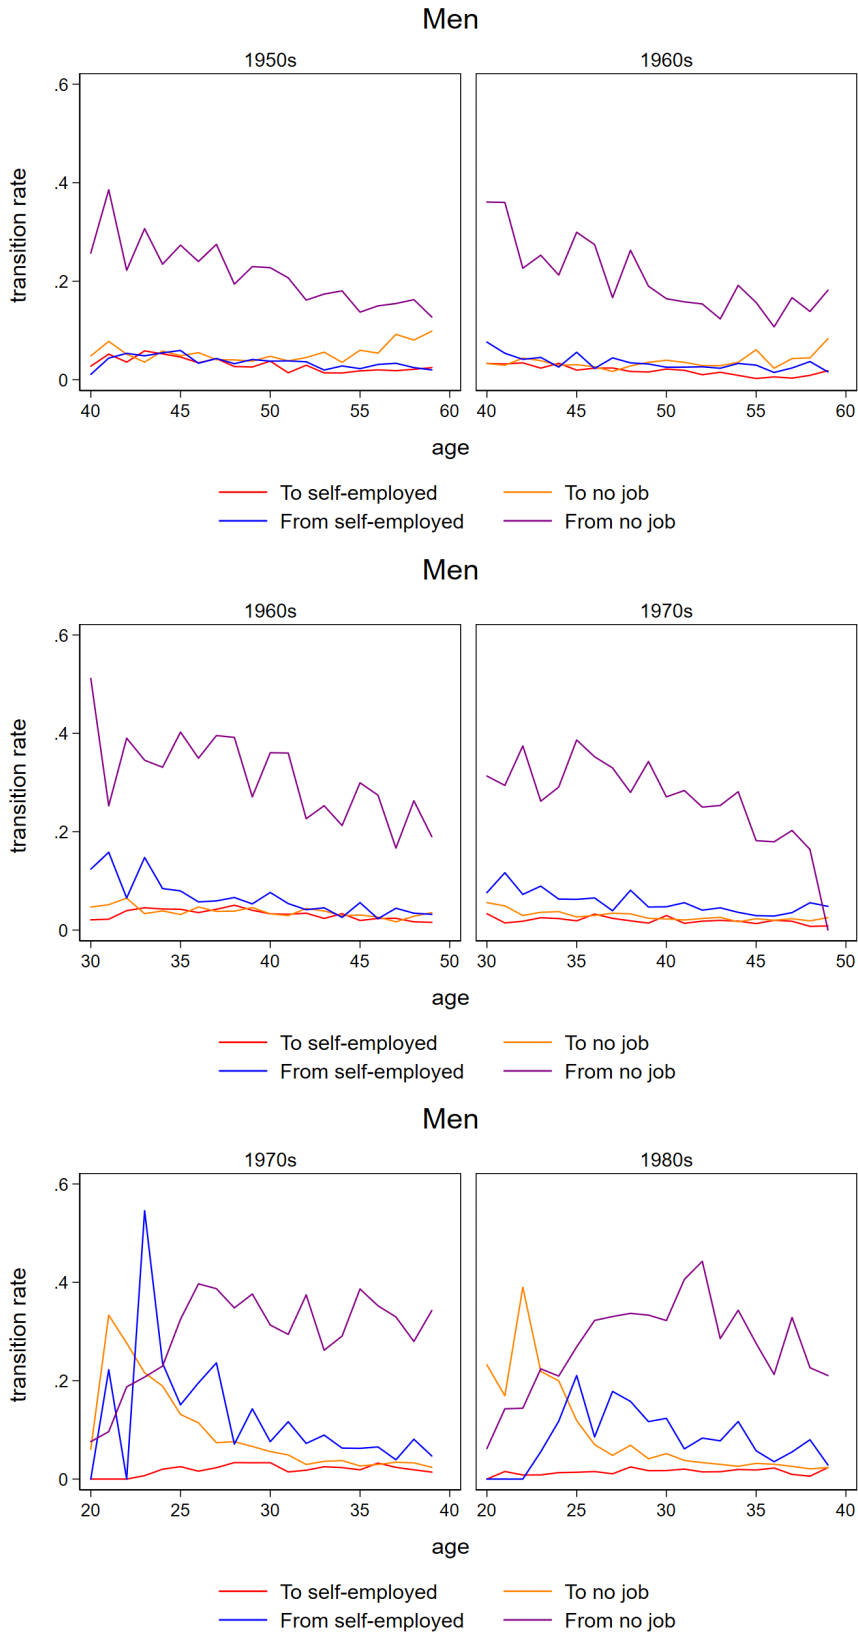 Men
1950s 1960s
.6
.4
.2
0
transition rate
40 45 50 55 60 40 45 50 55 60
age
To self-employed To no job
From self-employed From no job
Men
1960s 1970s
.6
.4
.2
0
transition rate
30 35 40 45 50 30 35 40 45 50
age
To self-employed To no job
From self-employed From no job
Men
1970s 1980s
.6
.4
.2
0
transition rate
20 25 30 35 40 20 25 30 35 40
age
To self-employed To no job
From self-employed From no job